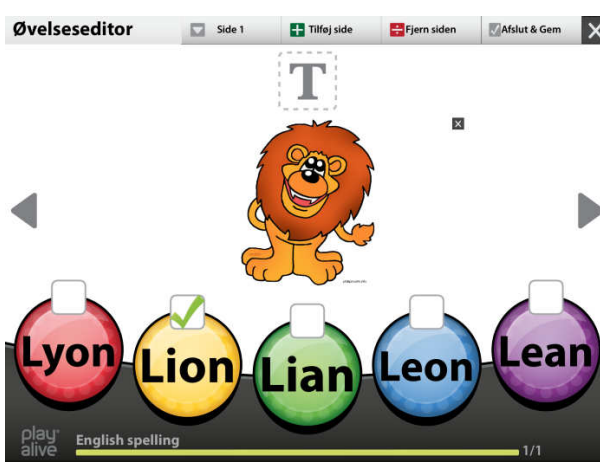 Øvelseseditor
Side 1
Tilføj side
Fjern siden
Afslut & Gem
T
Lyon
Lion
Lian
Leon
Lean
play
alive
English spelling
1/1